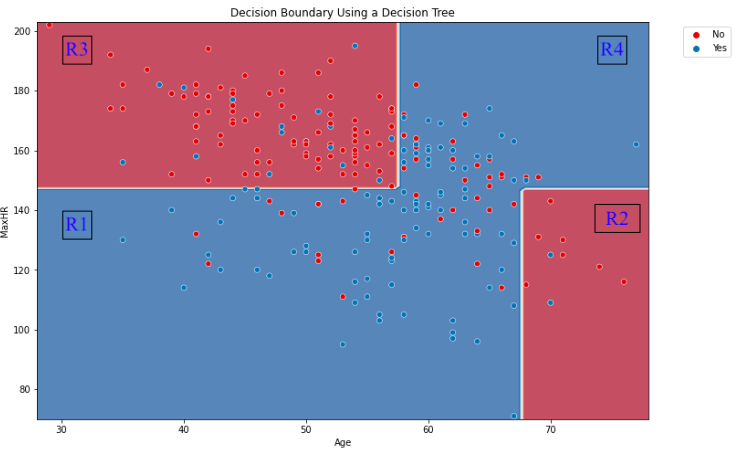 Decision Boundary Using a Decision Tree
No
Yes
R3
R4
R1
R2
200
180
160
140
120
100
80
MaxHR
30
40
50
60
70
Age